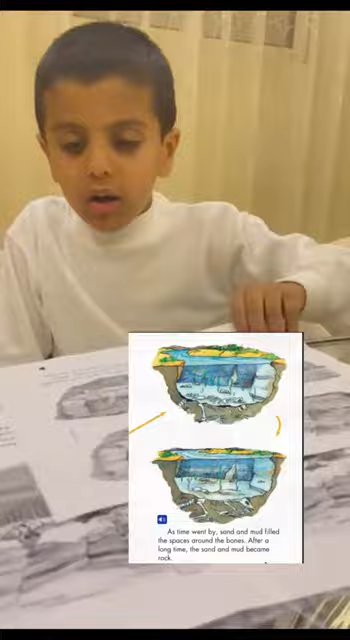 As time went by, sand and mud filled
the spaces around the bones. After a
long time, the sand and mud became
rock.